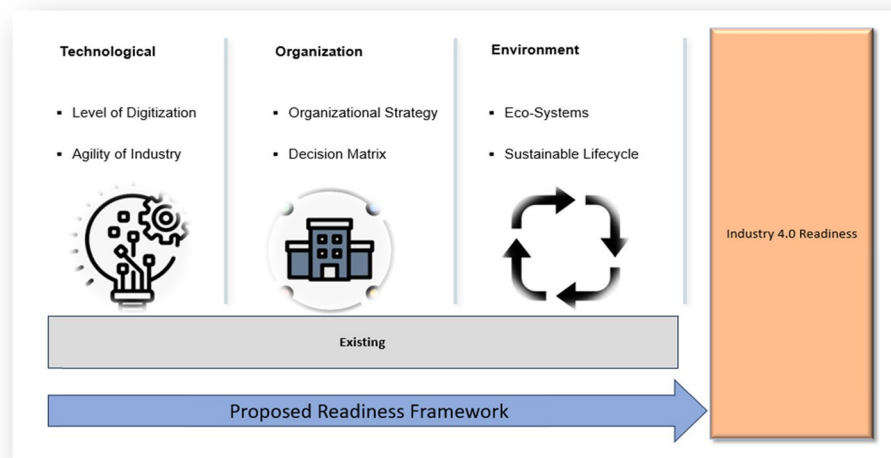 Technological
Level of Digitization
Agility of Industry
Organization
Organizational Strategy
Decision Matrix
Environment
Eco-Systems
Sustainable Lifecycle
Industry 4.0 Readiness
Existing
Proposed Readiness Framework